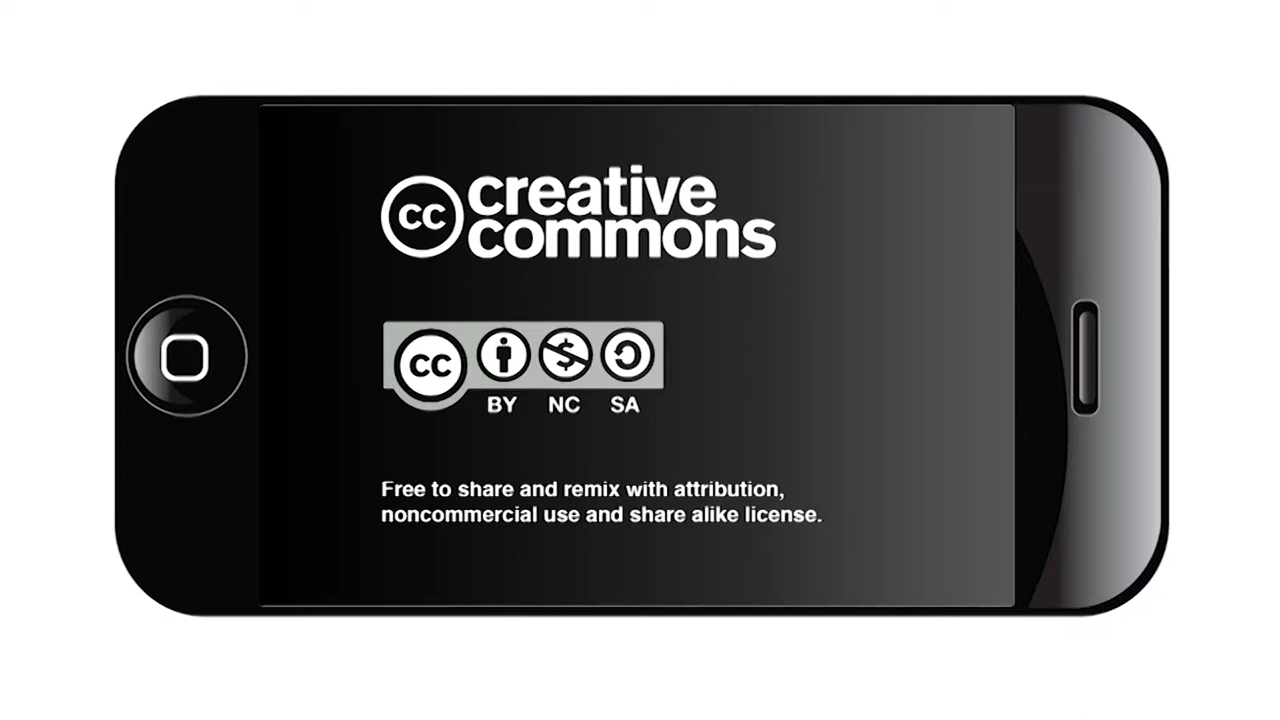 cc creative
commons
cc
BY NC SA
Free to share and remix with attribution,
noncommercial use and share alike license.